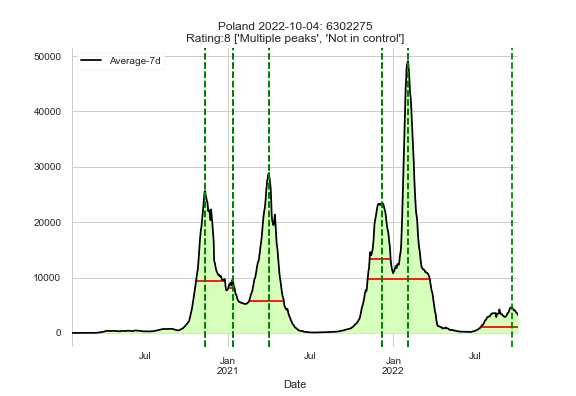 Poland 2022-10-04: 6302275
Rating:8 ['Multiple peaks', 'Not in control']
Average-7d
50000
40000
30000
20000
10000
0
Jul
Jan
2021
Jul
Jan
2022
Jul
Date